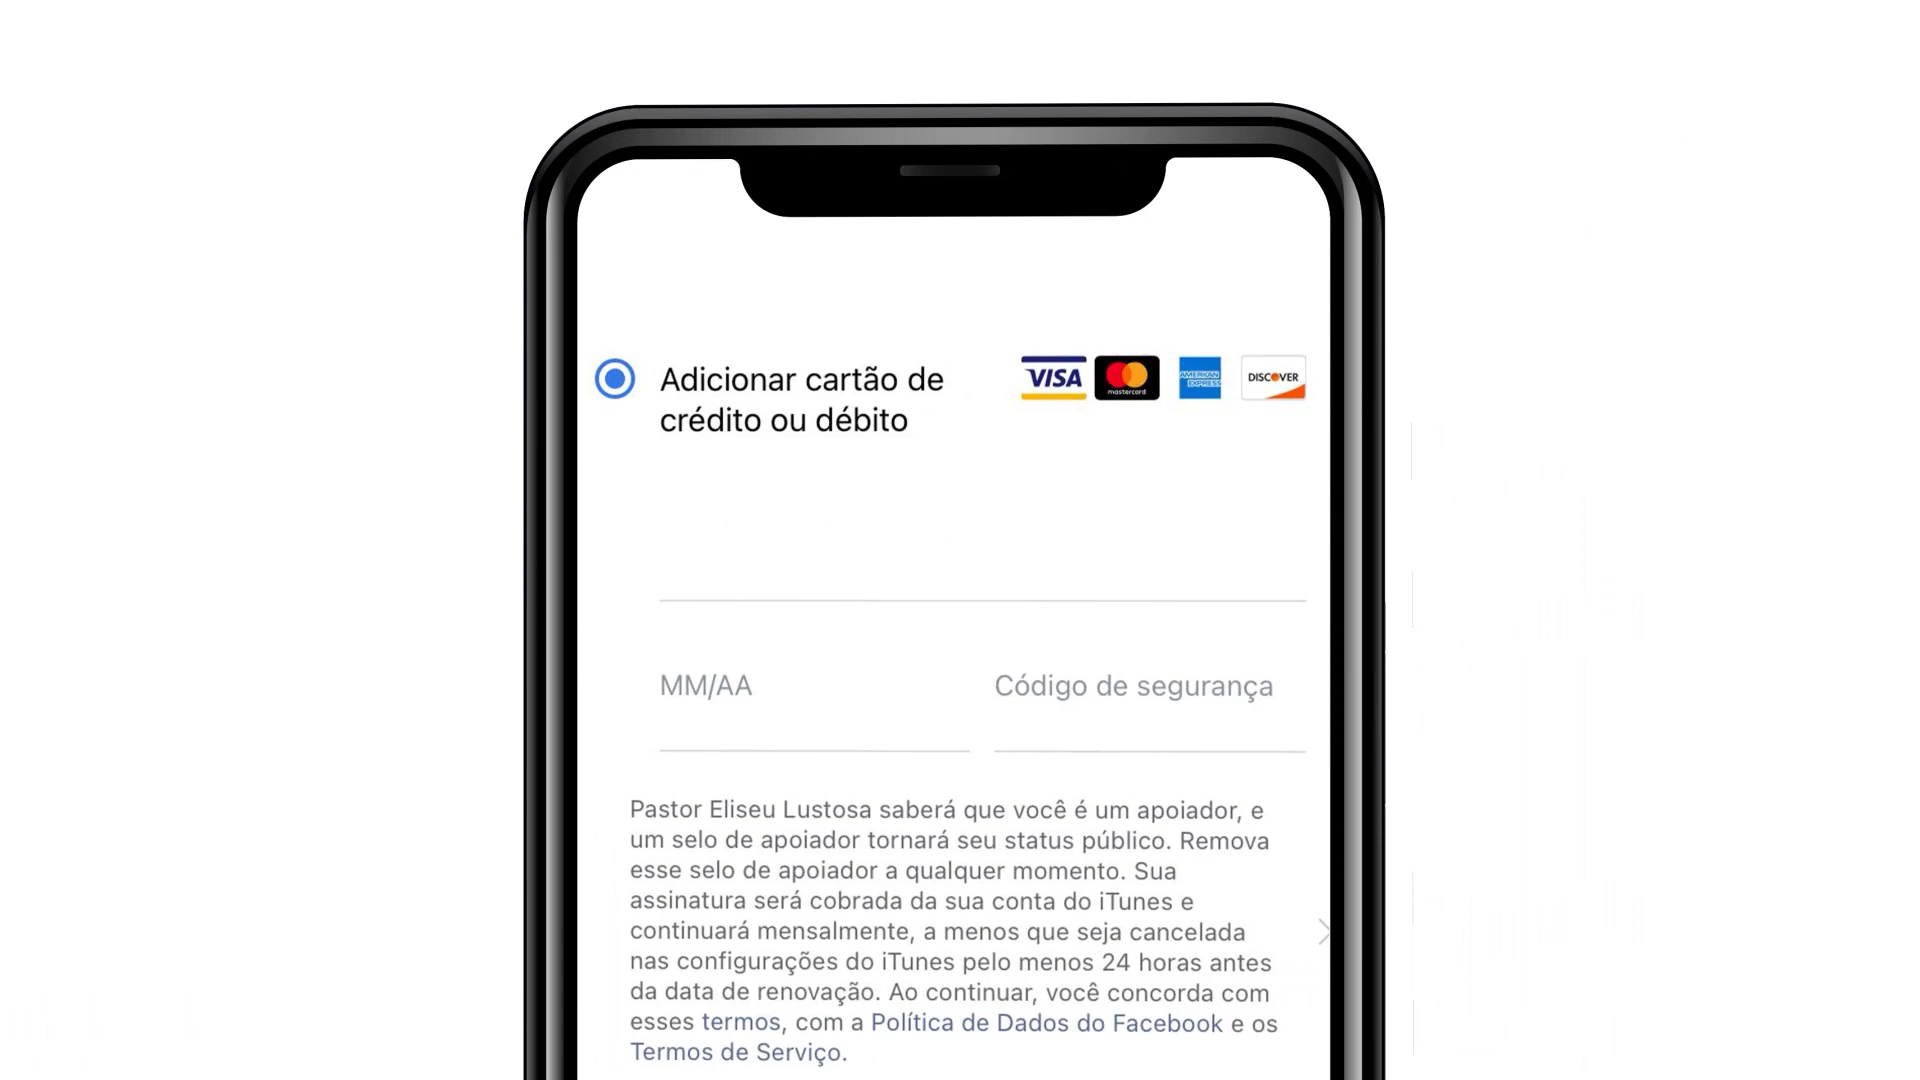 Adicionar cartão de
crédito ou débito
VISA
mastercard
AMERICAN
EXPRESS
DISCOVER
MM/AA
Código de segurança
Pastor Eliseu Lustosa saberá que você é um apoiador, e
um selo de apoiador tornará seu status público. Remova
esse selo de apoiador a qualquer momento. Sua
assinatura será cobrada da sua conta do iTunes e
continuará mensalmente, a menos que seja cancelada
nas configurações do iTunes pelo menos 24 horas antes
da data de renovação. Ao continuar, você concorda com
esses termos, com a Política de Dados do Facebook e os
Termos de Serviço.